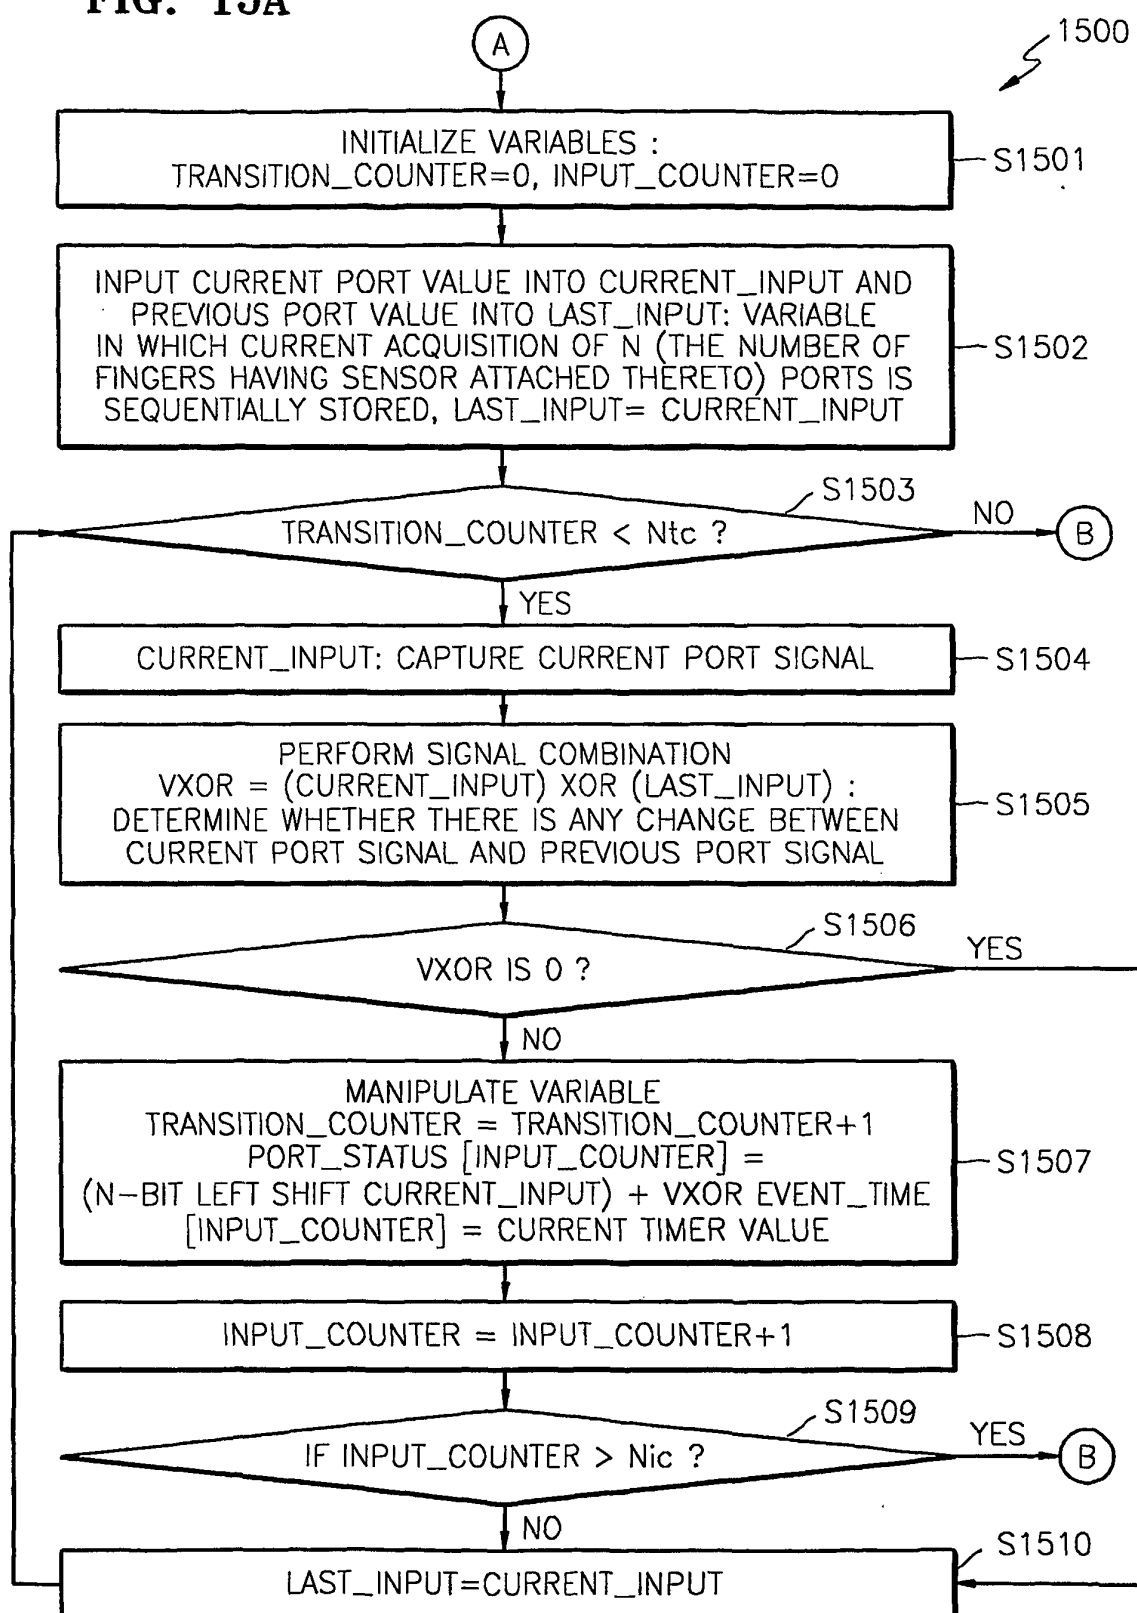 FIG. 15A
A
1500
INITIALIZE VARIABLES :
TRANSITION_COUNTER=0, INPUT_COUNTER=0
S1501
INPUT CURRENT PORT VALUE INTO CURRENT_INPUT AND
PREVIOUS PORT VALUE INTO LAST_INPUT: VARIABLE
IN WHICH CURRENT ACQUISITION OF N (THE NUMBER OF
FINGERS HAVING SENSOR ATTACHED THERETO) PORTS IS
SEQUENTIALLY STORED, LAST_INPUT= CURRENT_INPUT
S1502
S1503
TRANSITION_COUNTER < Ntc ?
NO
B
YES
CURRENT_INPUT: CAPTURE CURRENT PORT SIGNAL
S1504
PERFORM SIGNAL COMBINATION
VXOR = (CURRENT_INPUT) XOR (LAST_INPUT) :
DETERMINE WHETHER THERE IS ANY CHANGE BETWEEN
CURRENT PORT SIGNAL AND PREVIOUS PORT SIGNAL
S1505
S1506
VXOR IS 0 ?
YES
NO
MANIPULATE VARIABLE
TRANSITION_COUNTER = TRANSITION_COUNTER+1
PORT_STATUS [INPUT_COUNTER] =
(N-BIT LEFT SHIFT CURRENT_INPUT) + VXOR EVENT_TIME
[INPUT_COUNTER] = CURRENT TIMER VALUE
S1507
INPUT_COUNTER = INPUT_COUNTER+1
S1508
S1509
IF INPUT_COUNTER > Nic ?
YES
B
NO
S1510
LAST_INPUT=CURRENT_INPUT